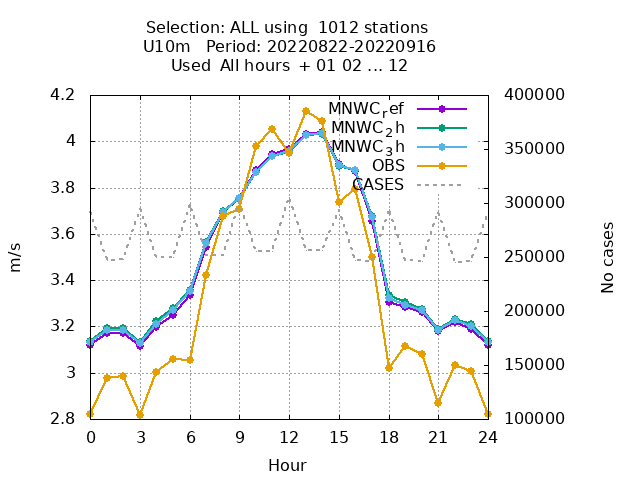 Selection: ALL using  1012 stations
U10m   Period: 20220822-20220916
Used  All hours  + 01 02 ... 12
4.2
4
3.8
3.6
3.4
3.2
3
2.8
m/s
MNWC_ref
MNWC_2h
MNWC_3h
OBS
CASES
400000
350000
300000
250000
200000
150000
100000
No cases
0 3 6 9 12 15 18 21 24
Hour